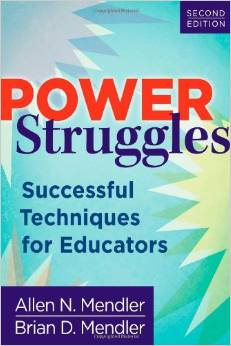 SECOND
EDITION
POWER
Struggles
Successful
Techniques
for Educators
Allen N. Mendler
Brian D. Mendler